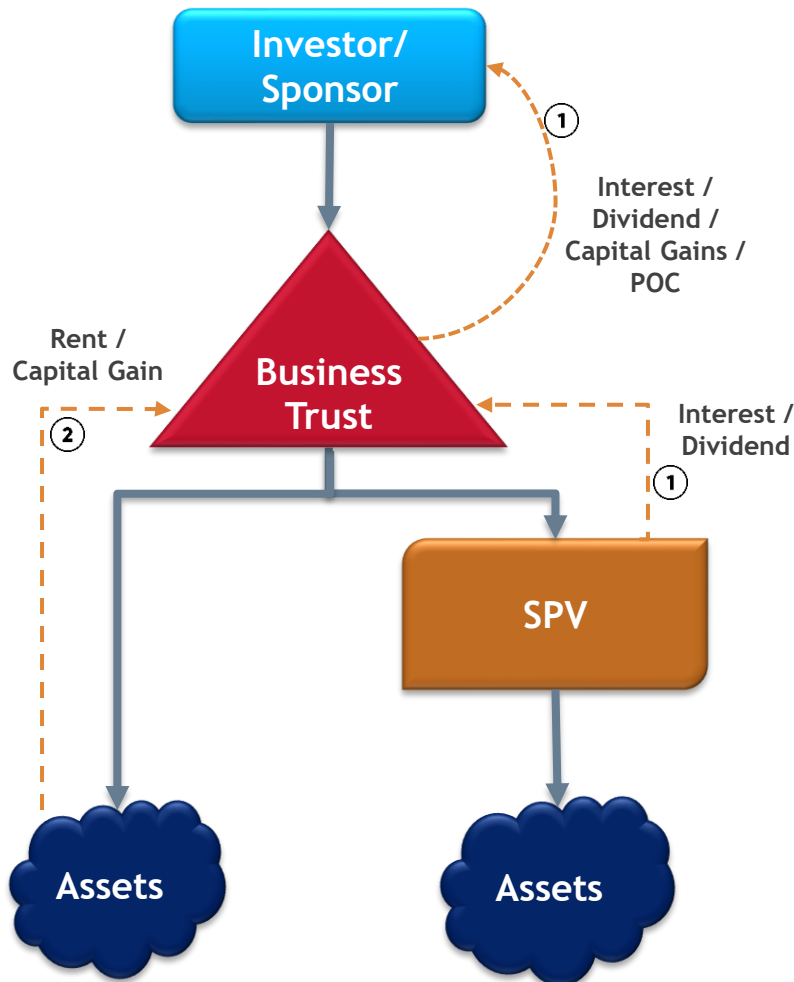 Investor/
Sponsor
1
Interest /
Dividend /
Capital Gains /
POC
Rent /
Capital Gain
2
Business
Trust
Interest /
Dividend
1
SPV
Assets
Assets